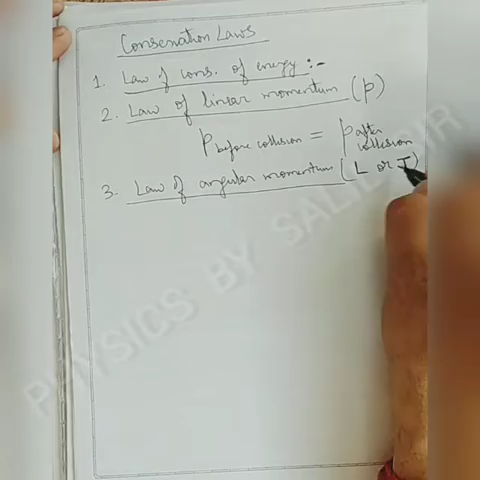 Conservation Laws
1. Law of cons. of energy :-
2. Law of linear momentum (p)
P before collision = p after collision
3. Law of angular momentum (L or J)
PHYSICS BY SALIL SIR